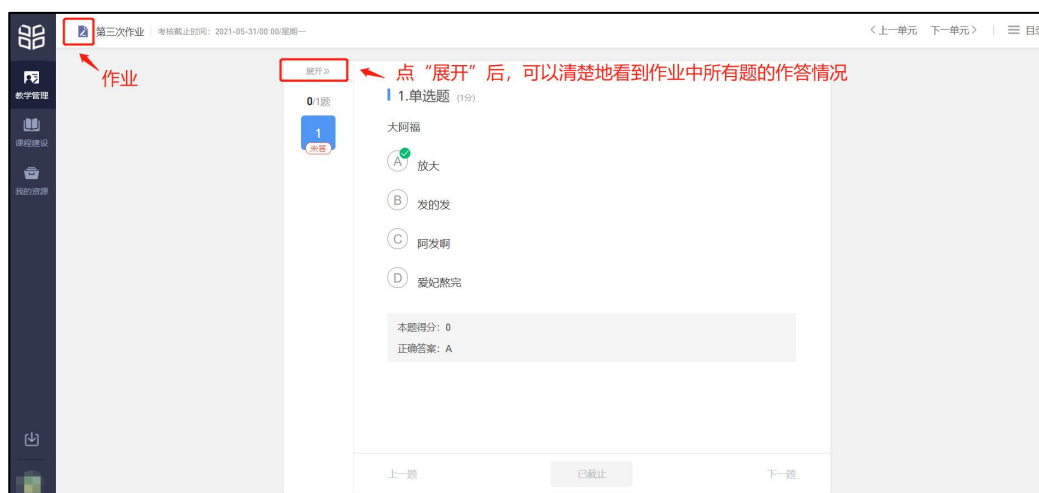 第三次作业 考核截止时间：2021-05-31/00:00/星期一
〈 上一单元 下一单元 〉 目录
作业
教学管理
课程建设
我的资源
展开»
点“展开”后，可以清楚地看到作业中所有题的作答情况
0/1题
1
未答
1.单选题 (1分)
大阿福
A 放大
B 发的发
C 阿发啊
D 爱妃熬完
本题得分：0
正确答案：A
上一题 已截止 下一题